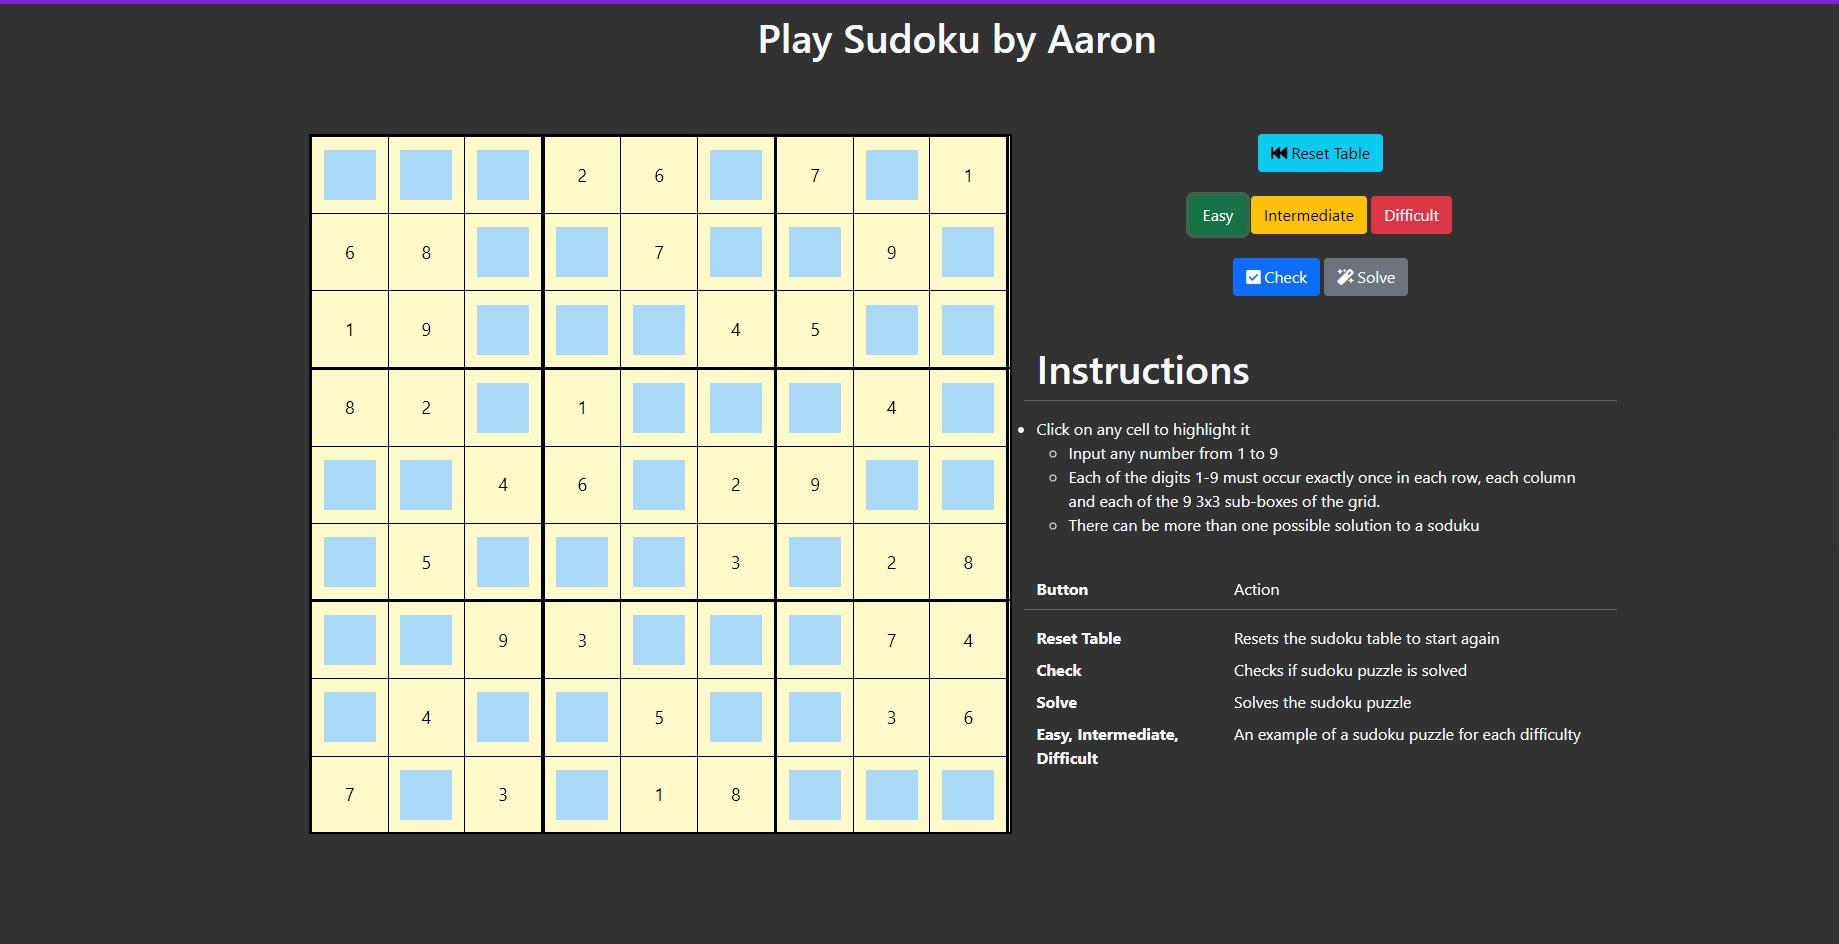 Play Sudoku by Aaron
2 6 7 1
6 8 7 9
1 9 4 5
8 2 1 4
4 6 2 9
5 3 2 8
9 3 7 4
4 5 3 6
7 3 1 8
Reset Table
Easy Intermediate Difficult
Check Solve
Instructions
Click on any cell to highlight it
Input any number from 1 to 9
Each of the digits 1-9 must occur exactly once in each row, each column
and each of the 9 3x3 sub-boxes of the grid.
There can be more than one possible solution to a soduku
Button Action
Reset Table Resets the sudoku table to start again
Check Checks if sudoku puzzle is solved
Solve Solves the sudoku puzzle
Easy, Intermediate, An example of a sudoku puzzle for each difficulty
Difficult